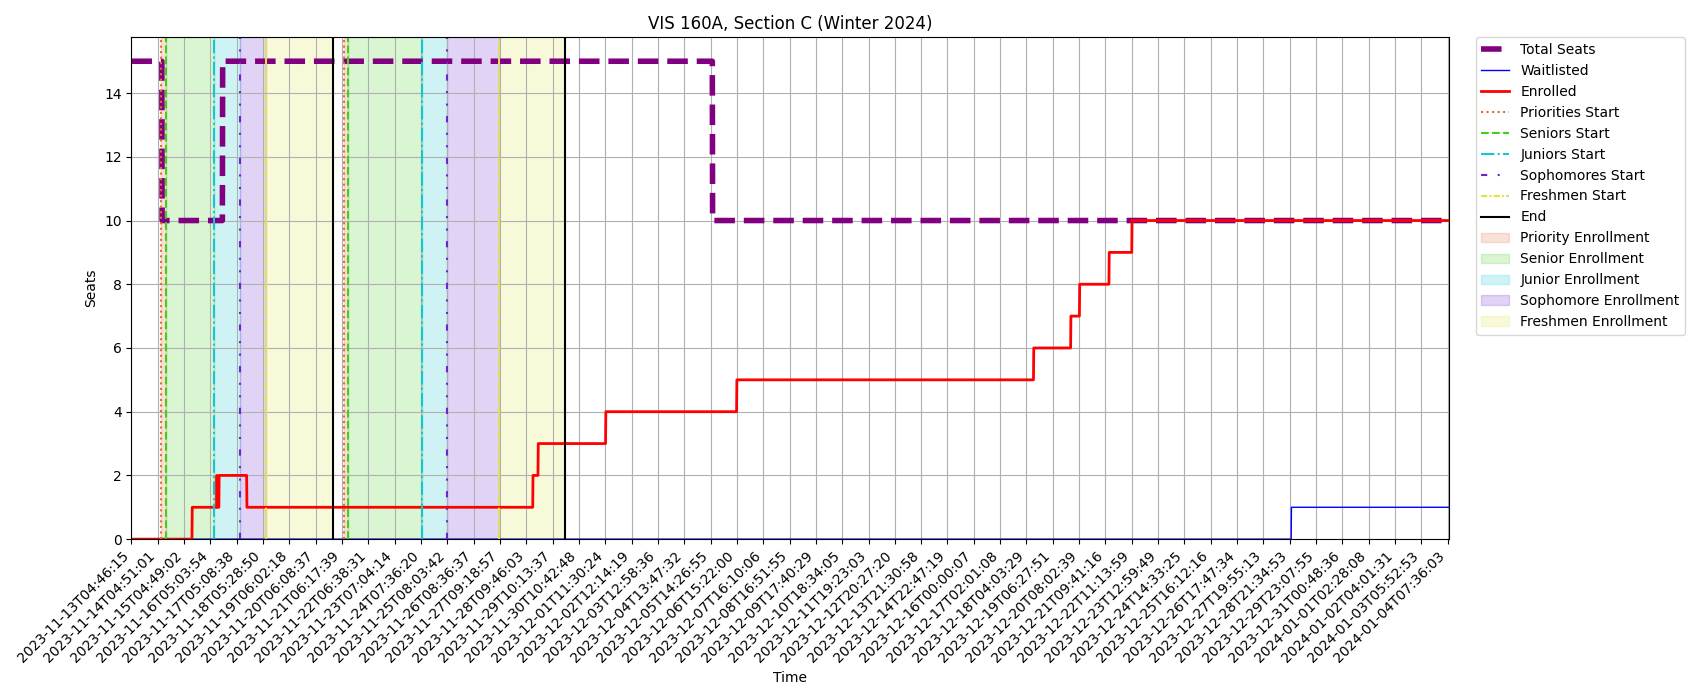 VIS 160A, Section C (Winter 2024)
Seats
14
12
10
8
6
4
2
0
2023-11-13T04:46:15
2023-11-14T04:51:01
2023-11-15T04:49:02
2023-11-16T05:03:54
2023-11-17T05:08:38
2023-11-18T05:28:50
2023-11-19T06:02:18
2023-11-20T06:08:37
2023-11-21T06:17:39
2023-11-22T06:38:31
2023-11-23T07:04:14
2023-11-24T07:36:20
2023-11-25T08:03:42
2023-11-26T08:36:37
2023-11-27T09:18:57
2023-11-28T09:46:03
2023-11-29T10:13:37
2023-11-30T10:42:48
2023-12-01T11:30:24
2023-12-02T12:14:19
2023-12-03T12:58:36
2023-12-04T13:47:32
2023-12-05T14:26:55
2023-12-06T15:22:00
2023-12-07T16:10:06
2023-12-08T16:51:55
2023-12-09T17:40:29
2023-12-10T18:34:05
2023-12-11T19:23:03
2023-12-12T20:27:20
2023-12-13T21:30:58
2023-12-14T22:47:19
2023-12-16T00:00:07
2023-12-17T02:01:08
2023-12-18T04:03:29
2023-12-19T06:27:51
2023-12-20T08:02:39
2023-12-21T09:41:16
2023-12-22T11:13:59
2023-12-23T12:59:49
2023-12-24T14:33:25
2023-12-25T16:12:16
2023-12-26T17:47:34
2023-12-27T19:55:13
2023-12-28T21:34:53
2023-12-29T23:07:55
2023-12-31T00:48:36
2024-01-01T02:28:08
2024-01-02T04:01:31
2024-01-03T05:52:53
2024-01-04T07:36:03
Time
Total Seats
Waitlisted
Enrolled
Priorities Start
Seniors Start
Juniors Start
Sophomores Start
Freshmen Start
End
Priority Enrollment
Senior Enrollment
Junior Enrollment
Sophomore Enrollment
Freshmen Enrollment